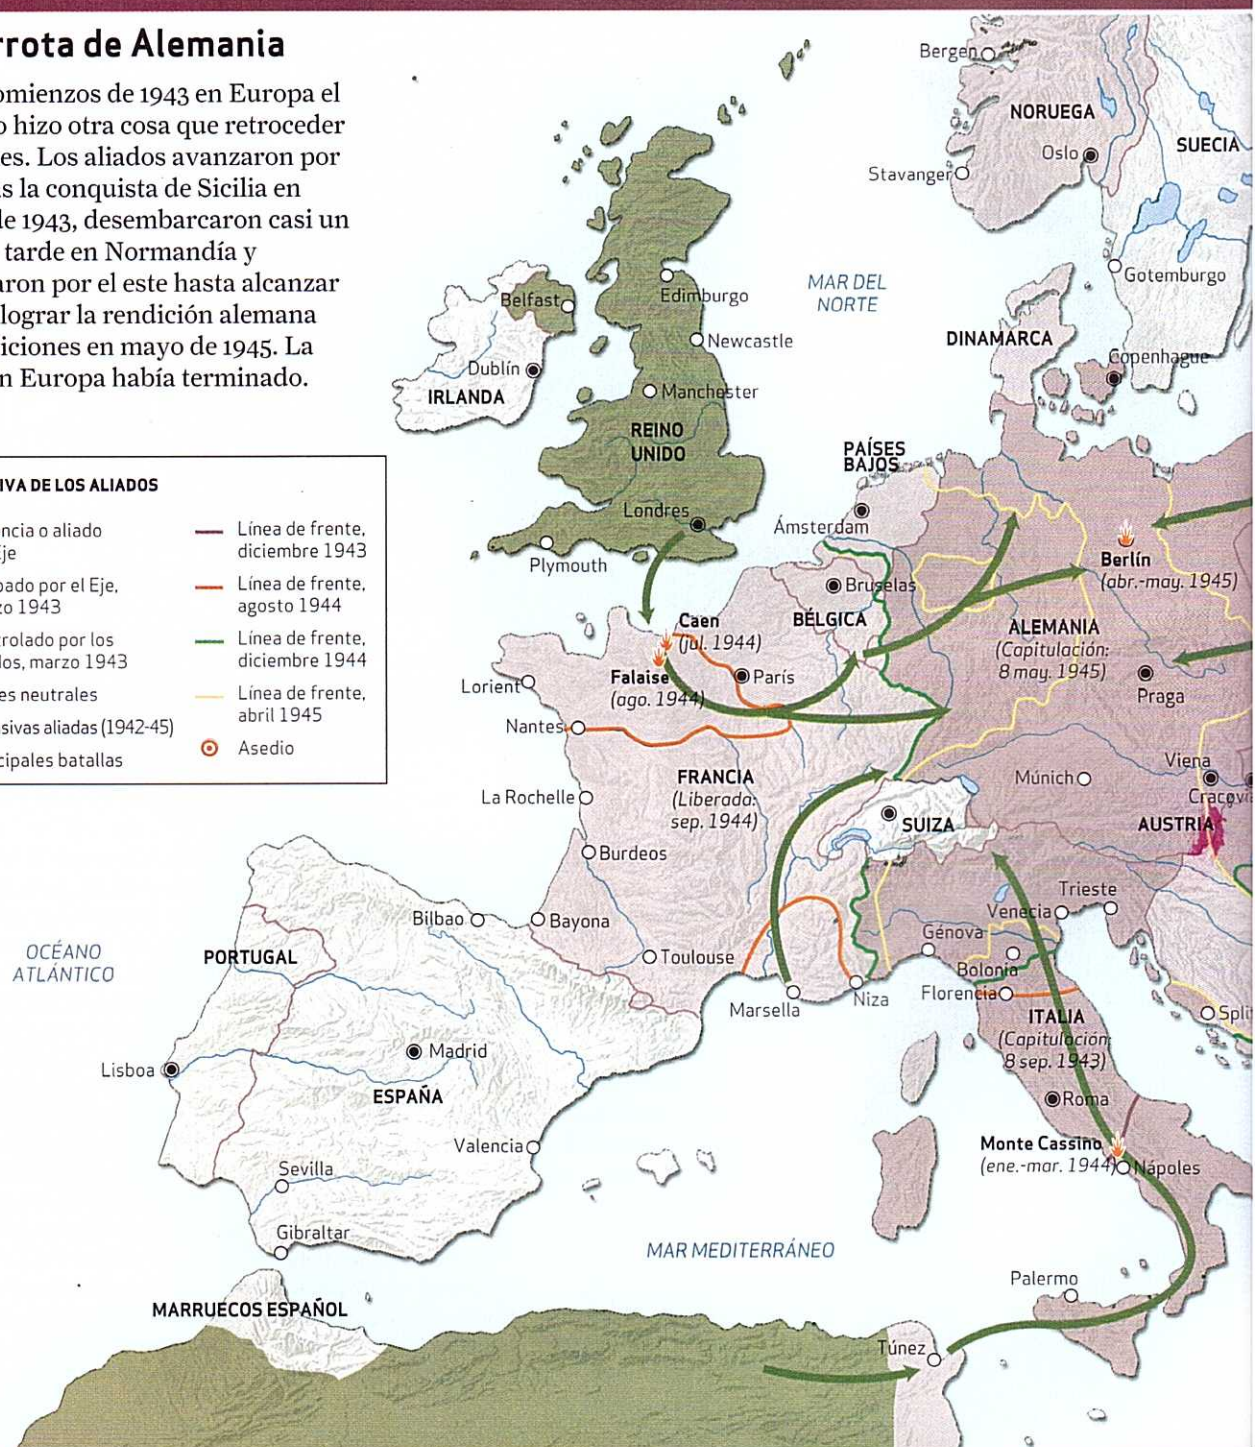 rrota de Alemania
omienzos de 1943 en Europa el
o hizo otra cosa que retroceder
es. Los aliados avanzaron por
as la conquista de Sicilia en
de 1943, desembarcaron casi un
tarde en Normandía y
aron por el este hasta alcanzar
lograr la rendición alemana
iciones en mayo de 1945. La
n Europa había terminado.
IVA DE LOS ALIADOS
encia o aliado
Eje
pado por el Eje,
zo 1943
trolado por los
dos, marzo 1943
es neutrales
sivas aliadas (1942-45)
cipales batallas
Línea de frente,
diciembre 1943
Línea de frente,
agosto 1944
Línea de frente,
diciembre 1944
Línea de frente,
abril 1945
Asedio
Bergen
NORUEGA
Oslo
SUECIA
Stavanger
Gotemburgo
MAR DEL
NORTE
Edimburgo
Belfast
Newcastle
DINAMARCA
Copenhague
Dublín
IRLANDA
Manchester
REINO
UNIDO
PAÍSES
BAJOS
Londres
Ámsterdam
Plymouth
Berlín
(abr.-may. 1945)
Bruselas
BÉLGICA
Caen
(jul. 1944)
ALEMANIA
(Capitulación:
8 may. 1945)
Falaise
(ago. 1944)
París
Praga
Lorient
Nantes
FRANCIA
(Liberada:
sep. 1944)
Múnich
Viena
Cracovia
La Rochelle
SUIZA
AUSTRIA
Burdeos
Trieste
Venecia
Bilbao
Bayona
Génova
OCÉANO
ATLÁNTICO
PORTUGAL
Toulouse
Bolonia
Marsella
Niza
Florencia
ITALIA
(Capitulación:
8 sep. 1943)
Spli
Madrid
Lisboa
ESPAÑA
Roma
Valencia
Monte Cassino
(ene.-mar. 1944)
Nápoles
Sevilla
Gibraltar
MAR MEDITERRÁNEO
Palermo
MARRUECOS ESPAÑOL
Túnez